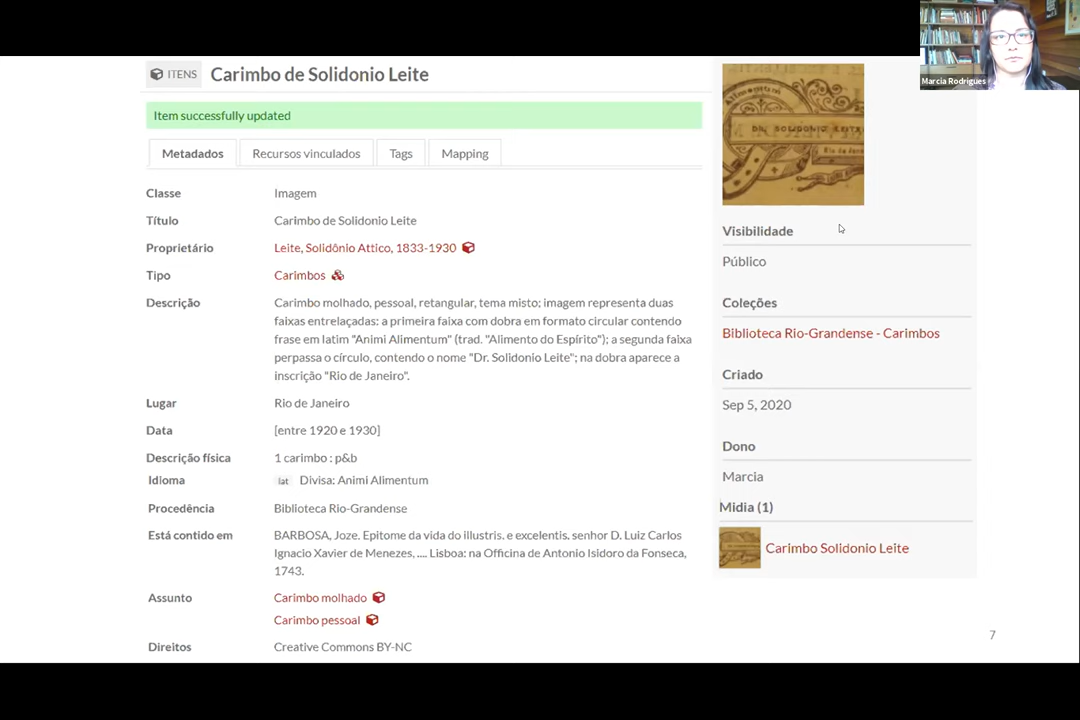 ITENS Carimbo de Solidonio Leite
Item successfully updated
Metadados Recursos vinculados Tags Mapping
Classe Imagem
Título Carimbo de Solidonio Leite
Proprietário Leite, Solidônio Attico, 1833-1930
Tipo Carimbos
Descrição Carimbo molhado, pessoal, retangular, tema misto; imagem representa duas
faixas entrelaçadas: a primeira faixa com dobra em formato circular contendo
frase em latim "Animi Alimentum" (trad. "Alimento do Espírito"); a segunda faixa
perpassa o círculo, contendo o nome "Dr. Solidonio Leite"; na dobra aparece a
inscrição "Rio de Janeiro".
Lugar Rio de Janeiro
Data [entre 1920 e 1930]
Descrição física 1 carimbo : p&b
Idioma lat Divisa: Animi Alimentum
Procedência Biblioteca Rio-Grandense
Está contido em BARBOSA, Joze. Epitome da vida do illustris. e excelentis. senhor D. Luiz Carlos
Ignacio Xavier de Menezes, .... Lisboa: na Officina de Antonio Isidoro da Fonseca,
1743.
Assunto Carimbo molhado
Carimbo pessoal
Direitos Creative Commons BY-NC
DR. SOLIDONIO LEITE
Visibilidade
Público
Coleções
Biblioteca Rio-Grandense - Carimbos
Criado
Sep 5, 2020
Dono
Marcia
Midia (1)
Carimbo Solidonio Leite
7
Marcia Rodrigues